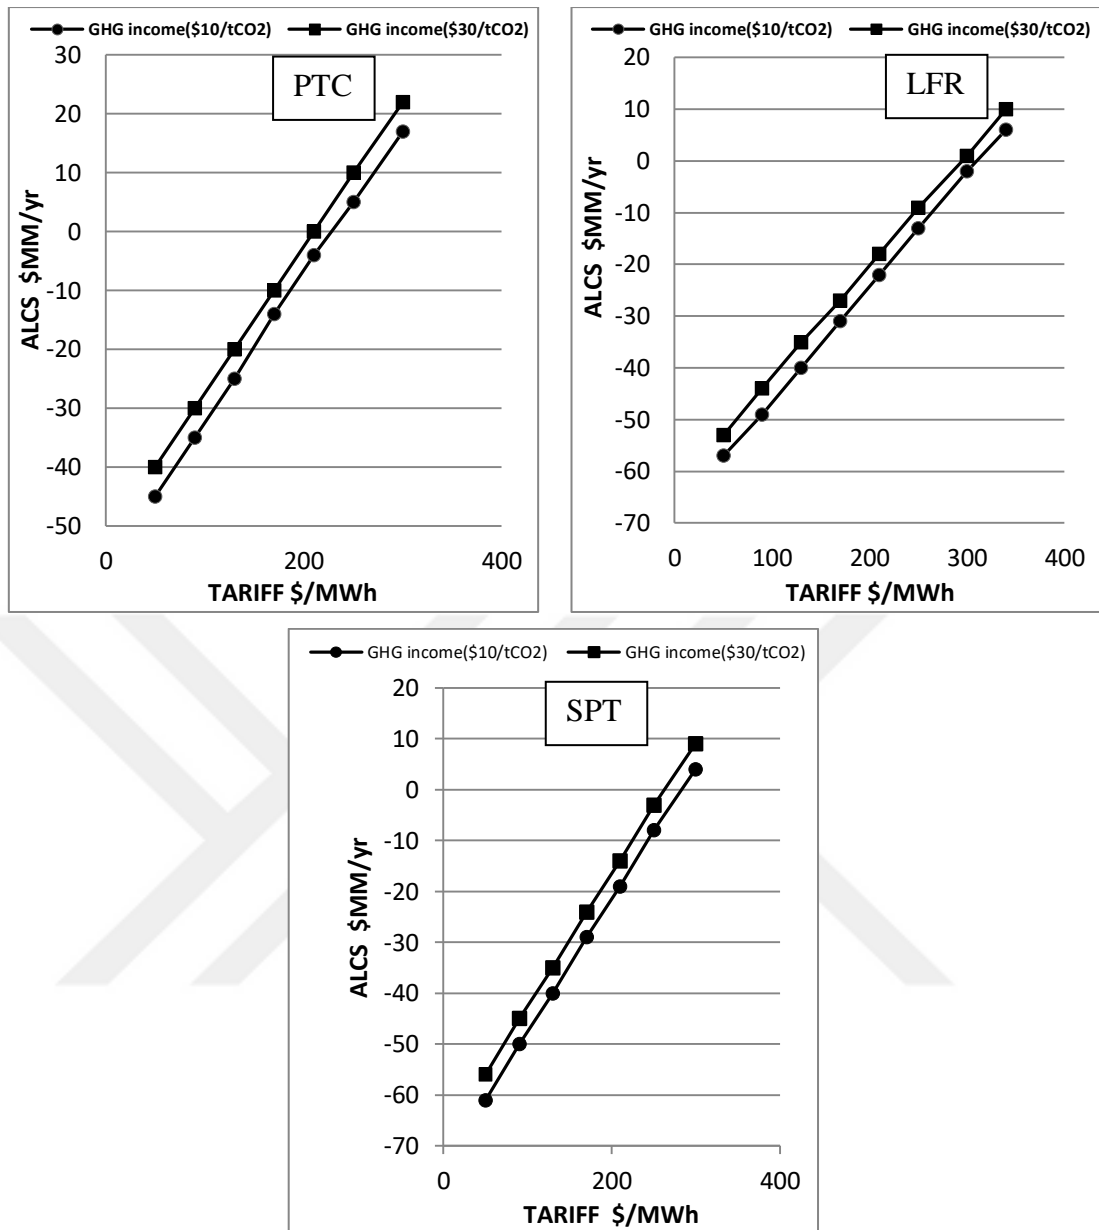 GHG income($10/tCO2) GHG income($30/tCO2)
PTC
30
20
10
0
-10
-20
-30
-40
-50
ALCS $MM/yr
0 200 400
TARIFF $/MWh
GHG income($10/tCO2) GHG income($30/tCO2)
LFR
20
10
0
-10
-20
-30
-40
-50
-60
-70
ALCS $MM/yr
0 100 200 300 400
TARIFF $/MWh
GHG income($10/tCO2) GHG income($30/tCO2)
SPT
20
10
0
-10
-20
-30
-40
-50
-60
-70
ALCS $MM/yr
0 200 400
TARIFF $/MWh